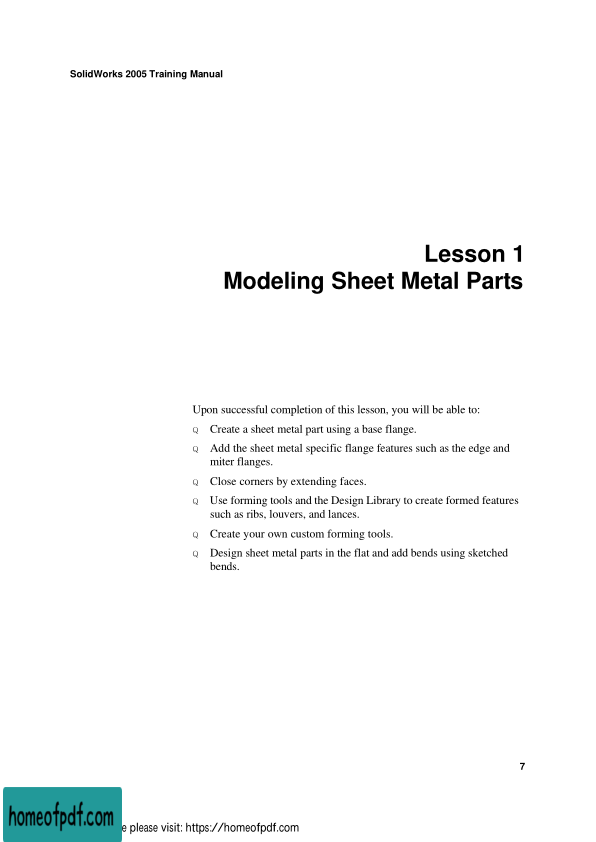 SolidWorks 2005 Training Manual
Lesson 1
Modeling Sheet Metal Parts
Upon successful completion of this lesson, you will be able to:
Q Create a sheet metal part using a base flange.
Q Add the sheet metal specific flange features such as the edge and
miter flanges.
Q Close corners by extending faces.
Q Use forming tools and the Design Library to create formed features
such as ribs, louvers, and lances.
Q Create your own custom forming tools.
Q Design sheet metal parts in the flat and add bends using sketched
bends.
7
homeofpdf.com
e please visit: https://homeofpdf.com